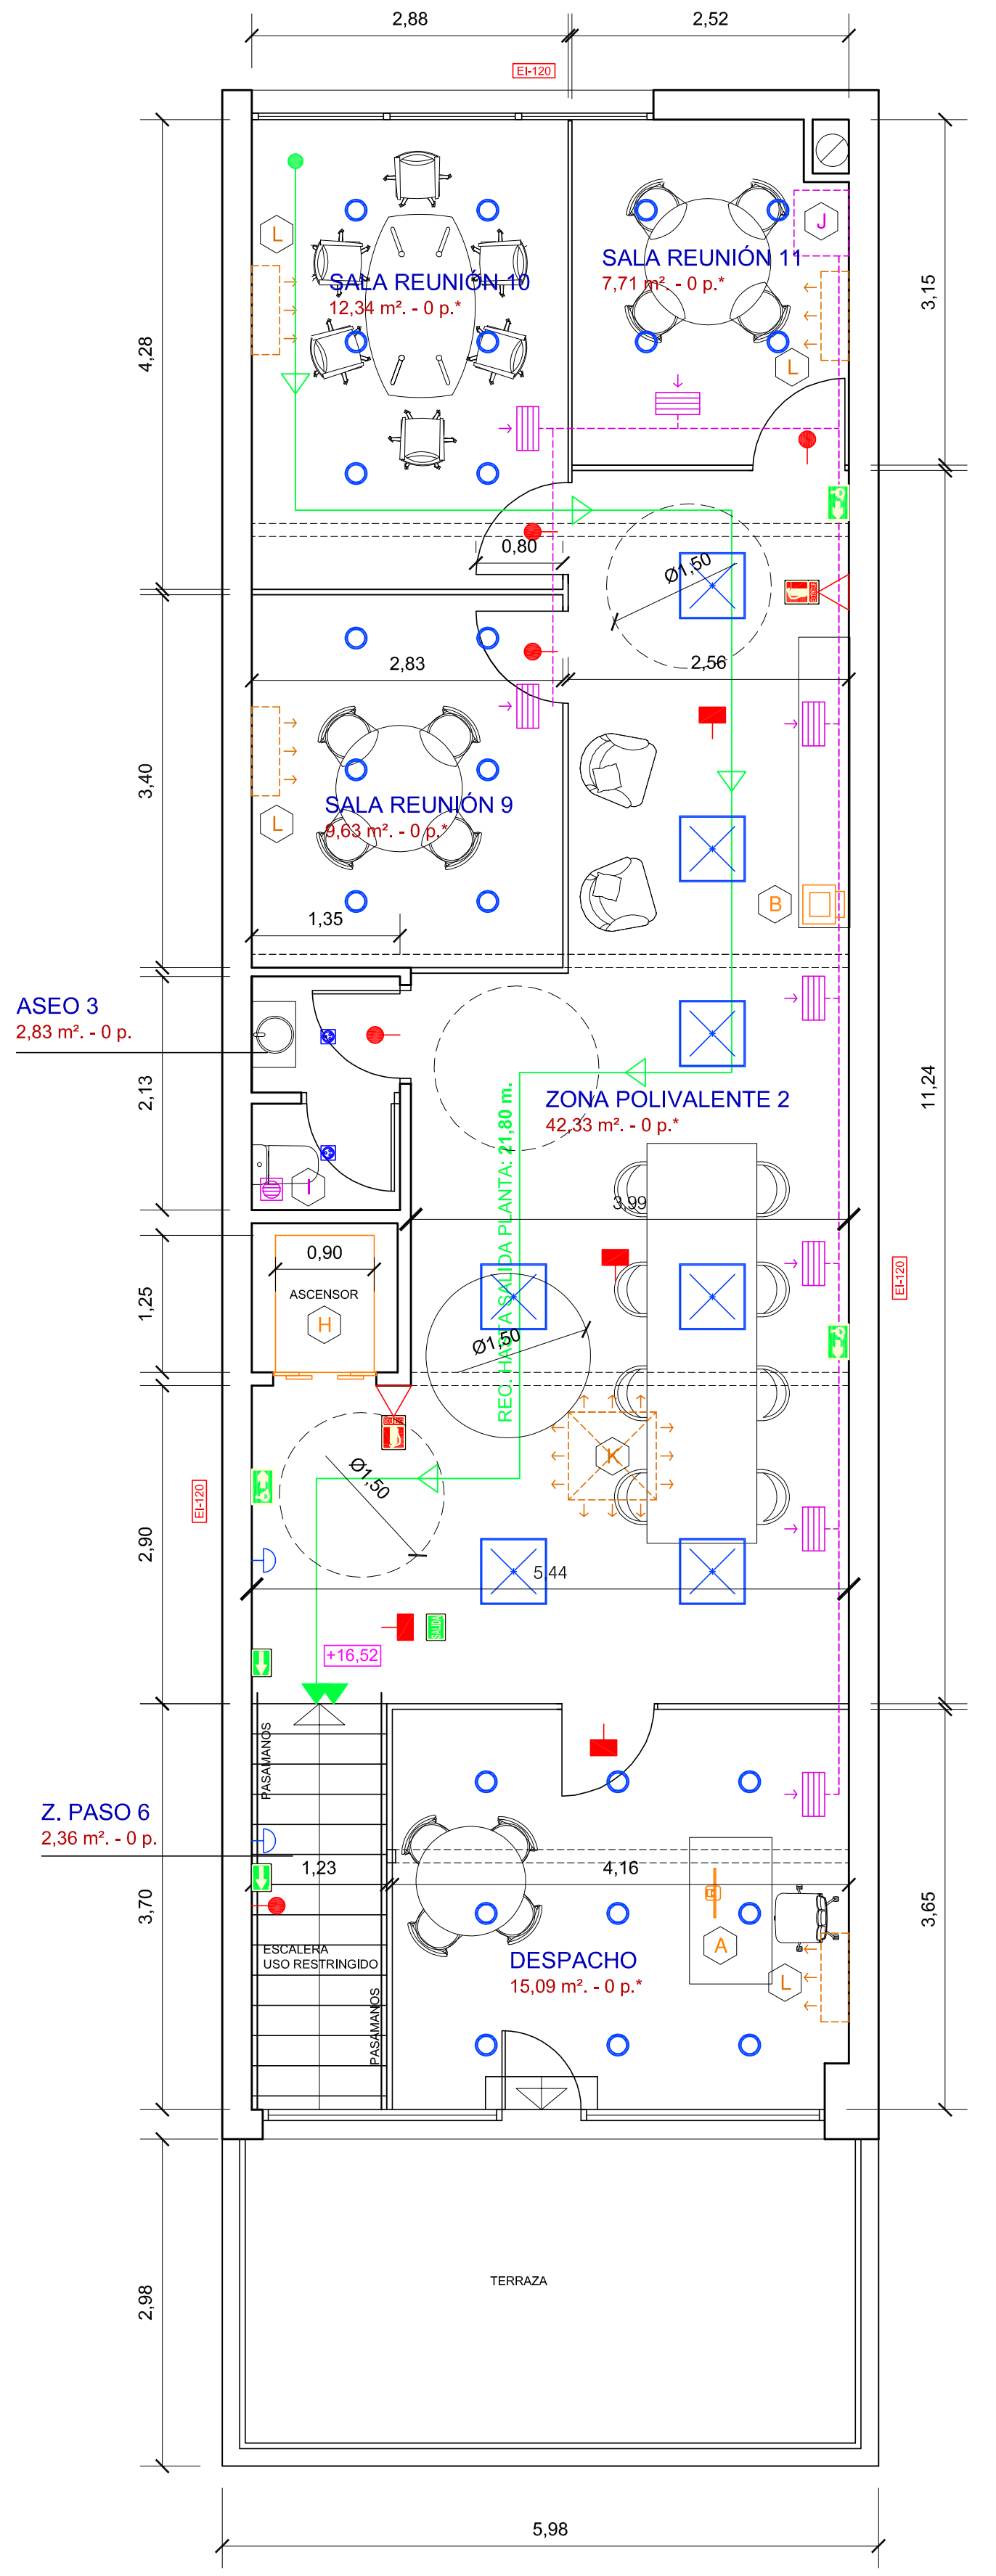 2,88
2,52
EI-120
L
J
SALA REUNIÓN 10
12,34 m². - 0 p.*
SALA REUNIÓN 11
7,71 m². - 0 p.*
L
4,28
3,15
0,80
Ø1,50
2,83
2,56
3,40
SALA REUNIÓN 9
9,63 m². - 0 p.*
L
B
1,35
ASEO 3
2,83 m². - 0 p.
2,13
11,24
ZONA POLIVALENTE 2
42,33 m². - 0 p.*
I
REC. HASTA SALIDA PLANTA: 21,80 m.
3,99
0,90
ASCENSOR
H
1,25
EI-120
Ø1,50
K
Ø1,50
EI-120
2,90
5,44
SALIDA
+16,52
PASAMANOS
Z. PASO 6
2,36 m². - 0 p.
1,23
4,16
3,70
3,65
ESCALERA
USO RESTRINGIDO
PASAMANOS
A
DESPACHO
15,09 m². - 0 p.*
L
TERRAZA
2,98
5,98